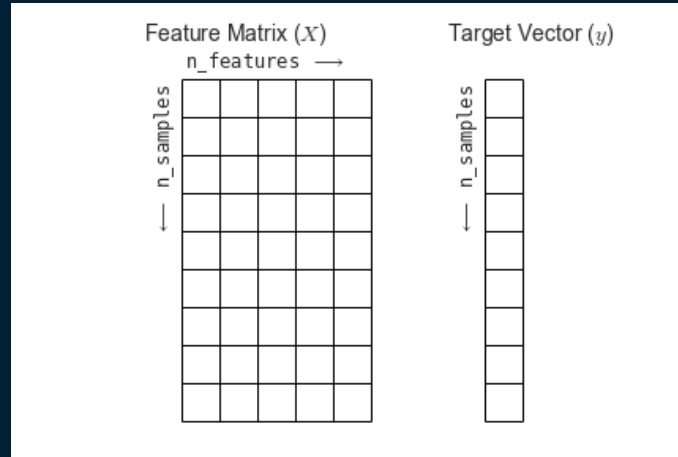 Feature Matrix (X)
n_features ⟶
⟵ n_samples
Target Vector (y)
⟵ n_samples